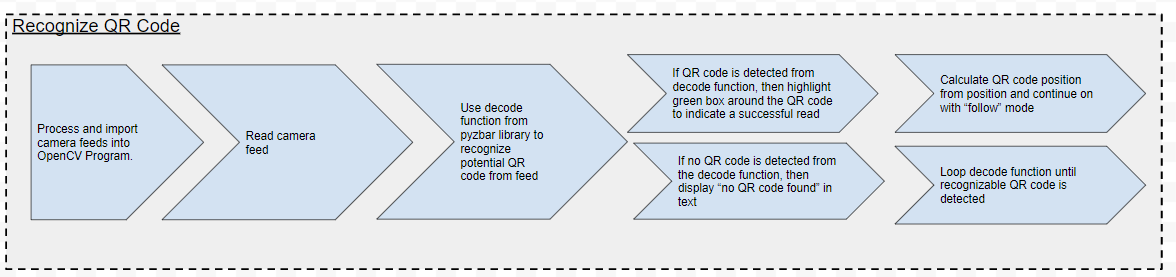 Recognize QR Code
Process and import
camera feeds into
OpenCV Program.
Read camera
feed
Use decode
function from
pyzbar library to
recognize
potential QR
code from feed
If QR code is detected from
decode function, then highlight
green box around the QR code
to indicate a successful read
If no QR code is detected from
the decode function, then
display “no QR code found” in
text
Calculate QR code position
from position and continue on
with “follow” mode
Loop decode function until
recognizable QR code is
detected